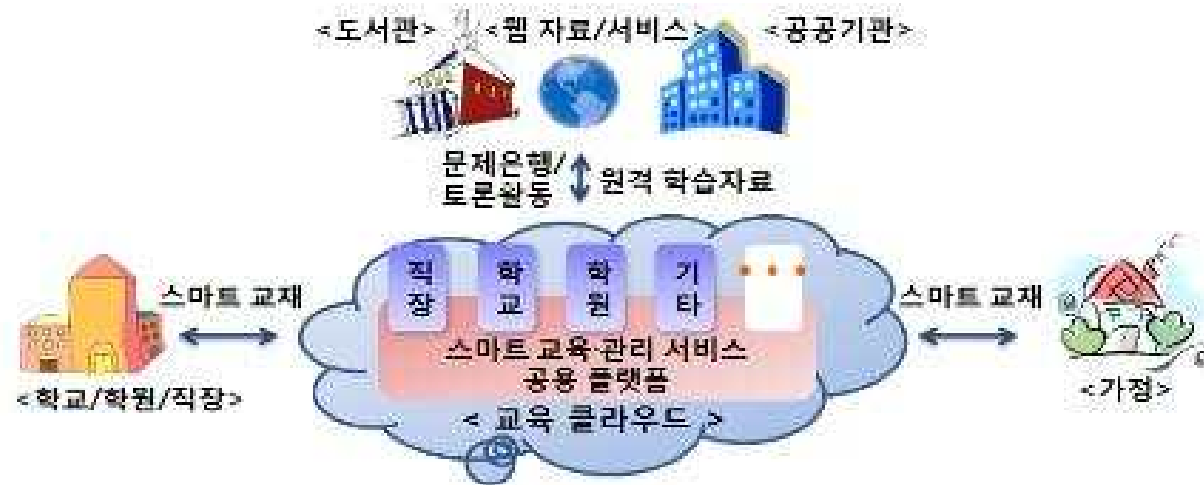 <도서관> <웹 자료/서비스> <공공기관>
문제은행/
토론활동
원격 학습자료
직장 학교 학원 기타
스마트 교재
스마트 교재
스마트 교육·관리 서비스
공용 플랫폼
<학교/학원/직장>
<가정>
< 교육 클라우드 >